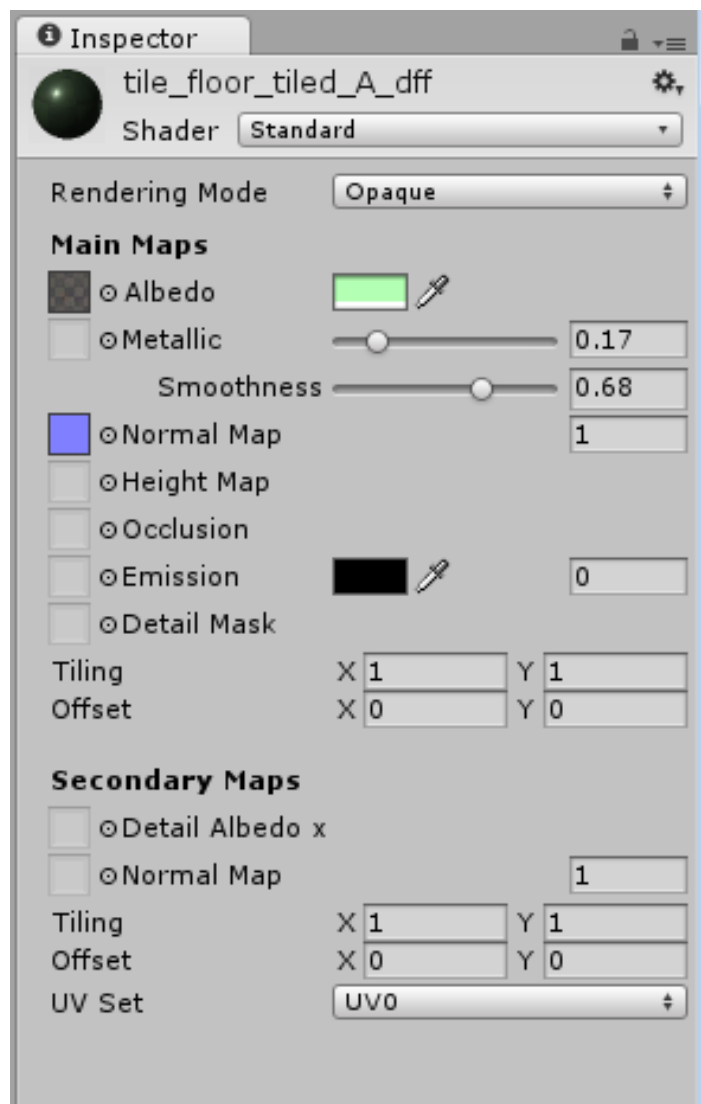 Inspector
tile_floor_tiled_A_dff
Shader Standard
Rendering Mode Opaque
Main Maps
Albedo
Metallic 0.17
Smoothness 0.68
Normal Map 1
Height Map
Occlusion
Emission 0
Detail Mask
Tiling X 1 Y 1
Offset X 0 Y 0
Secondary Maps
Detail Albedo x
Normal Map 1
Tiling X 1 Y 1
Offset X 0 Y 0
UV Set UV0